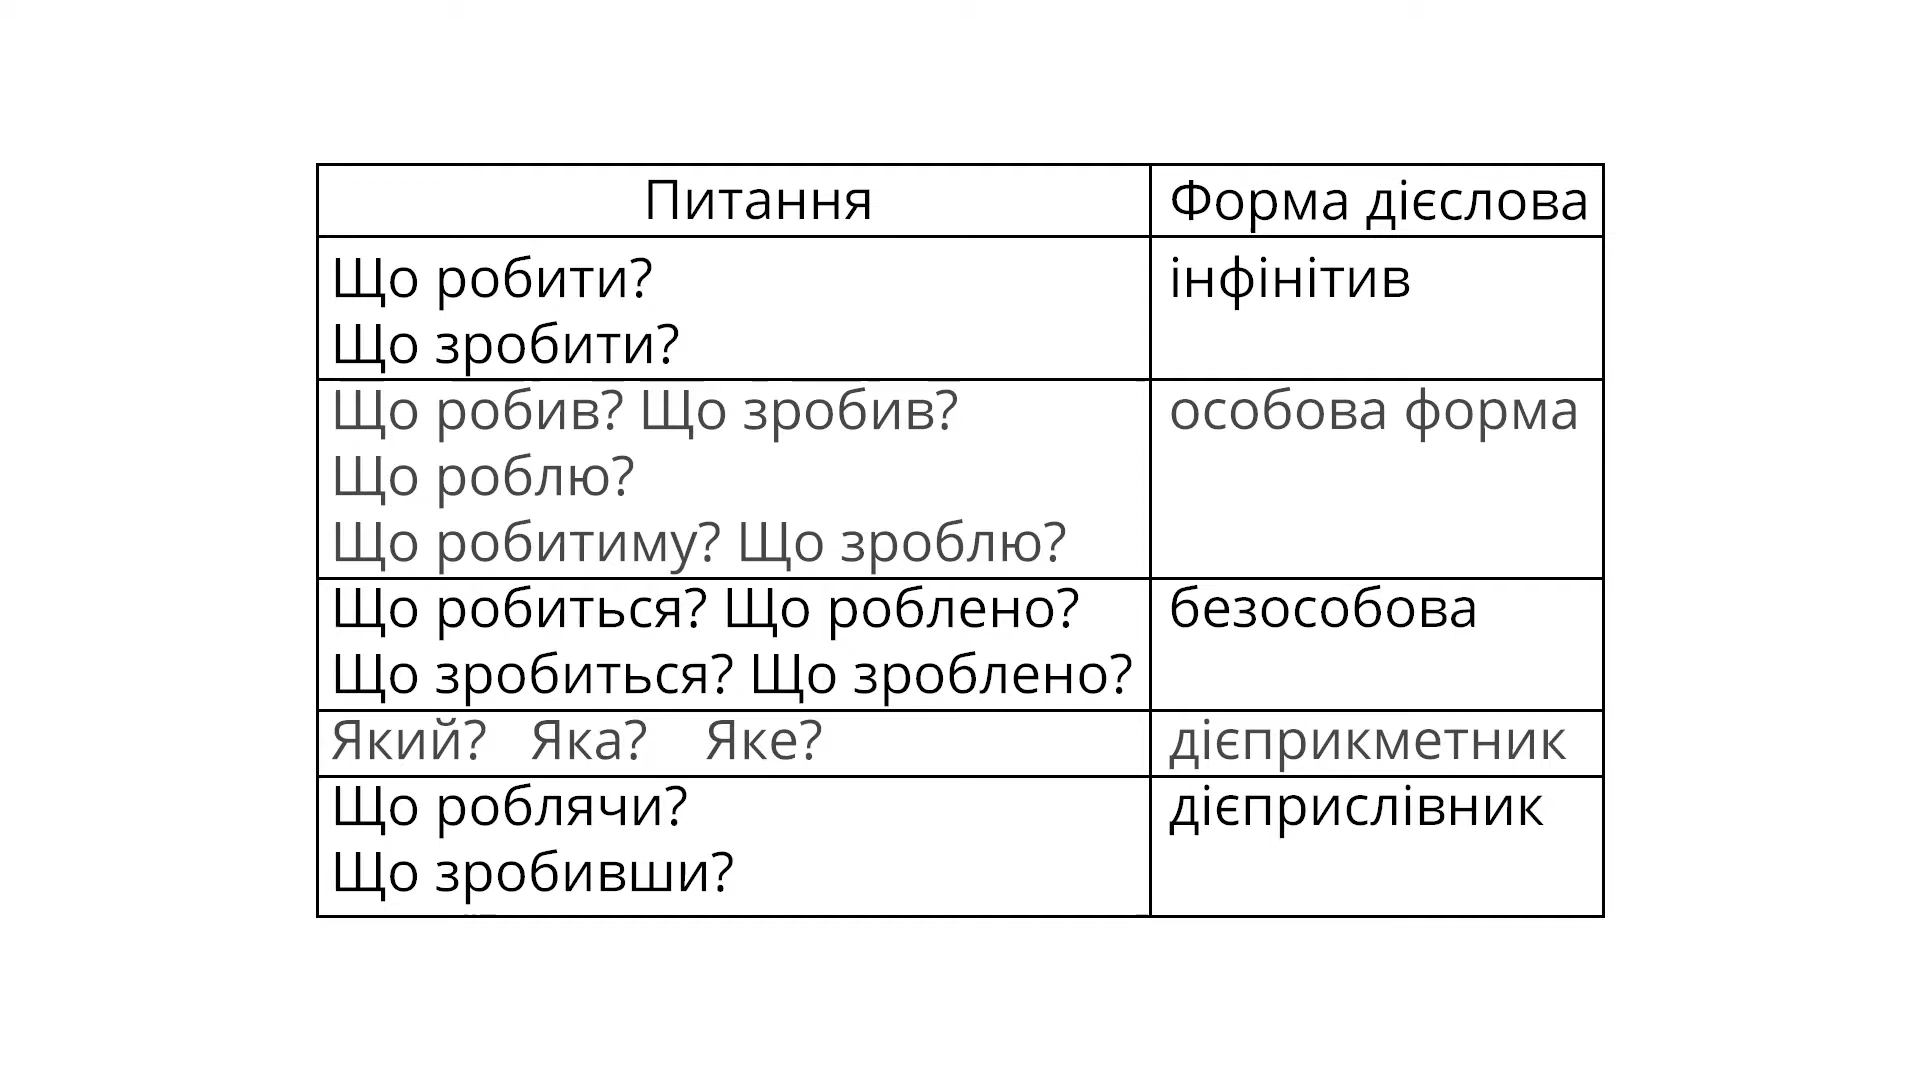 Питання Форма дієслова
Що робити? інфінітив
Що зробити?
Що робив? Що зробив? особова форма
Що роблю?
Що робитиму? Що зроблю?
Що робиться? Що роблено? безособова
Що зробиться? Що зроблено?
Який? Яка? Яке? дієприкметник
Що роблячи? дієприслівник
Що зробивши?